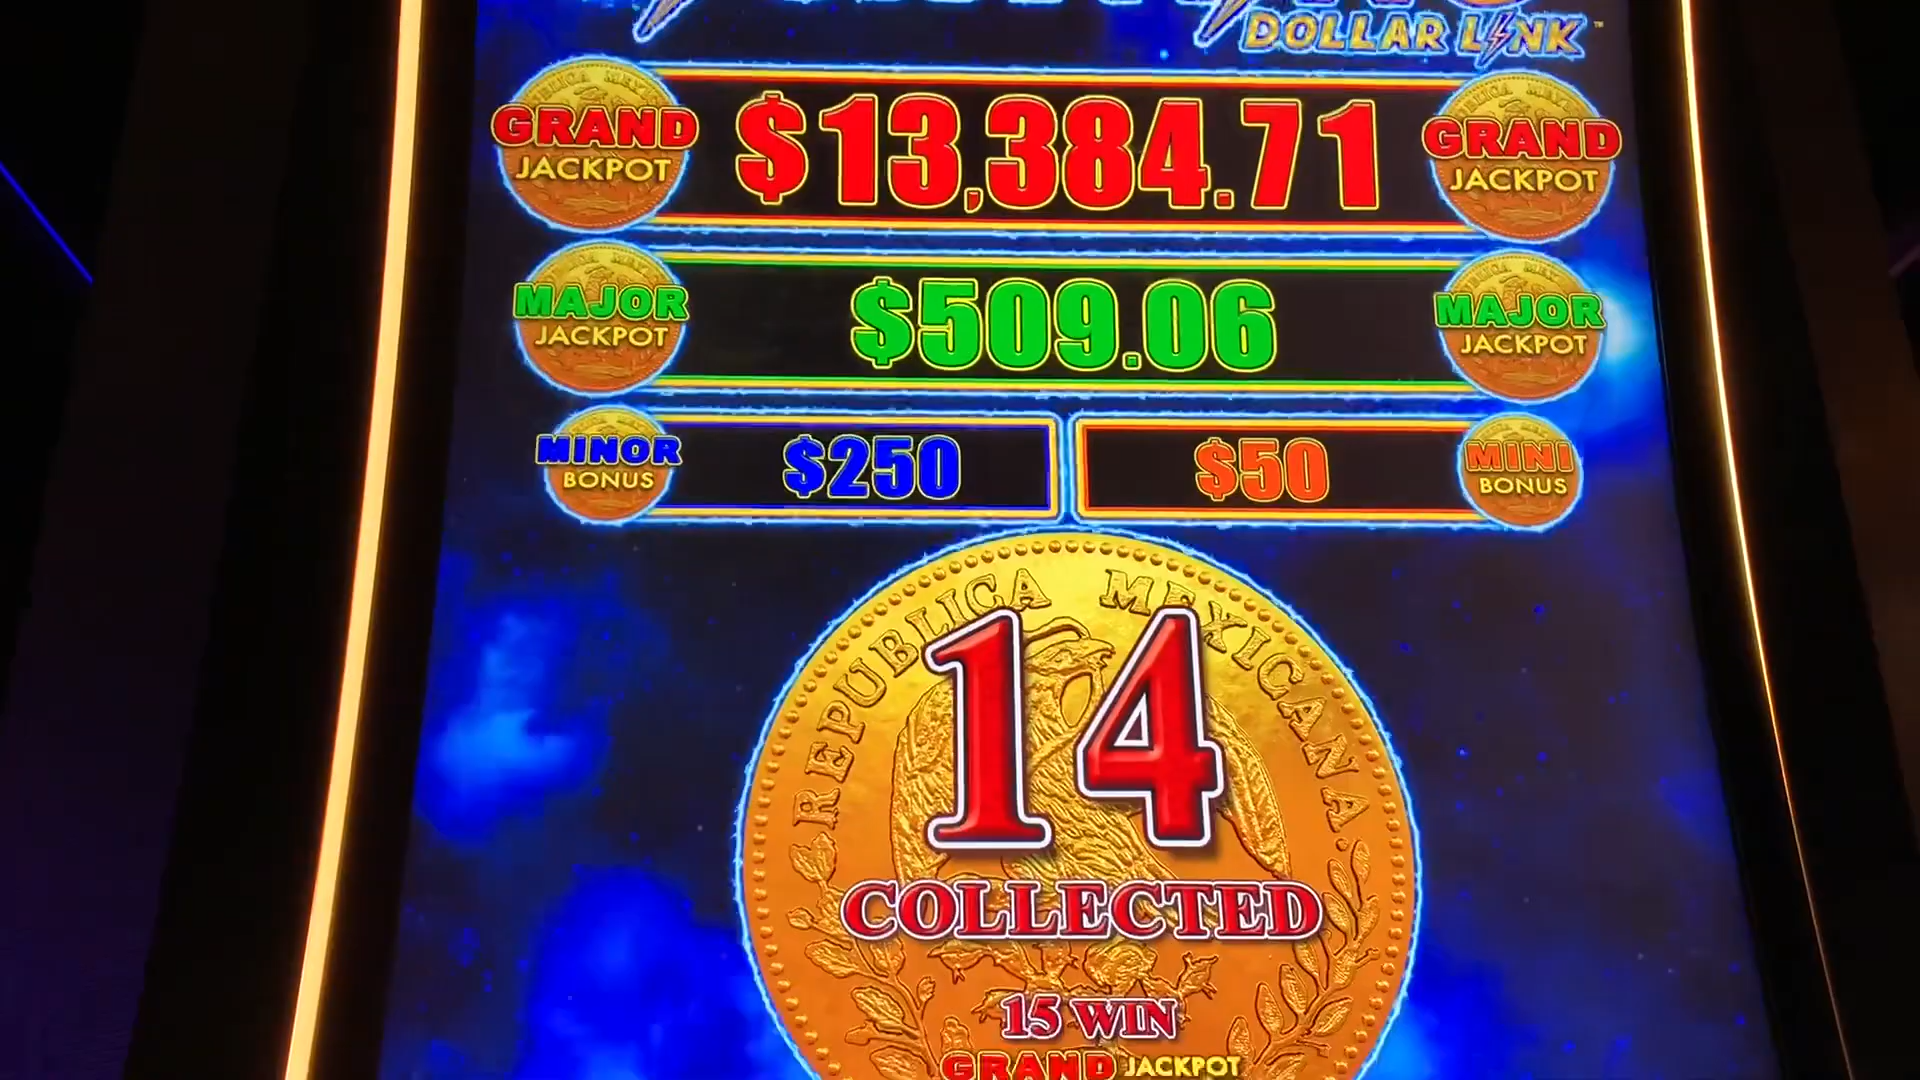 DOLLAR LINK™
GRAND JACKPOT $13,384.71 GRAND JACKPOT
MAJOR JACKPOT $509.06 MAJOR JACKPOT
MINOR BONUS $250 $50 MINI BONUS
REPUBLICA MEXICANA
14
COLLECTED
15 WIN
GRAND JACKPOT